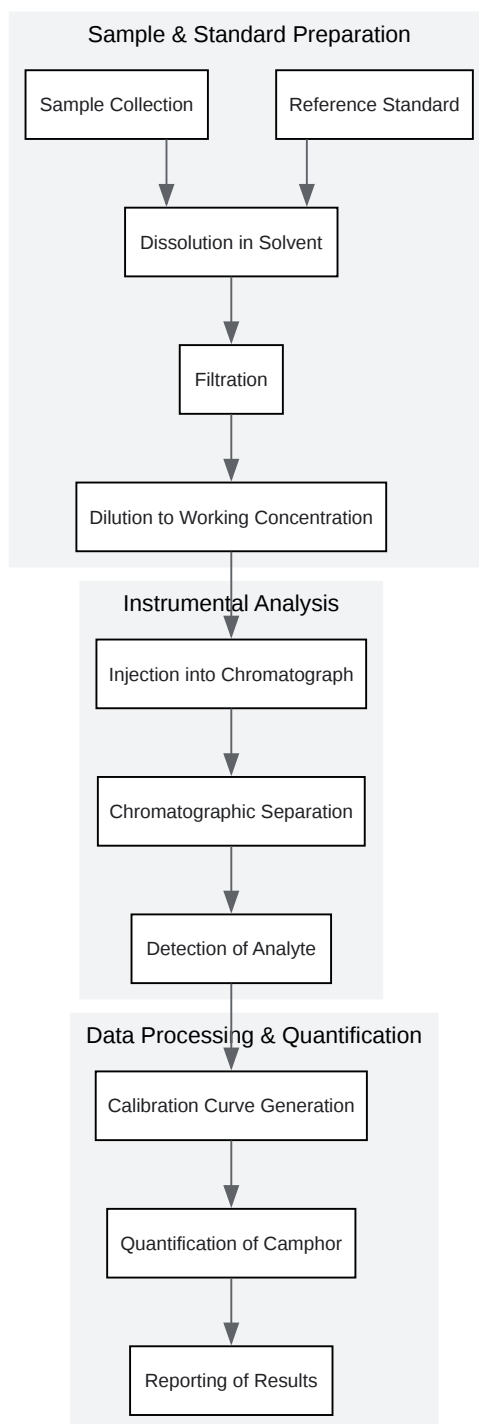 Sample & Standard Preparation
Sample Collection
Reference Standard
Dissolution in Solvent
Filtration
Dilution to Working Concentration
Instrumental Analysis
Injection into Chromatograph
Chromatographic Separation
Detection of Analyte
Data Processing & Quantification
Calibration Curve Generation
Quantification of Camphor
Reporting of Results